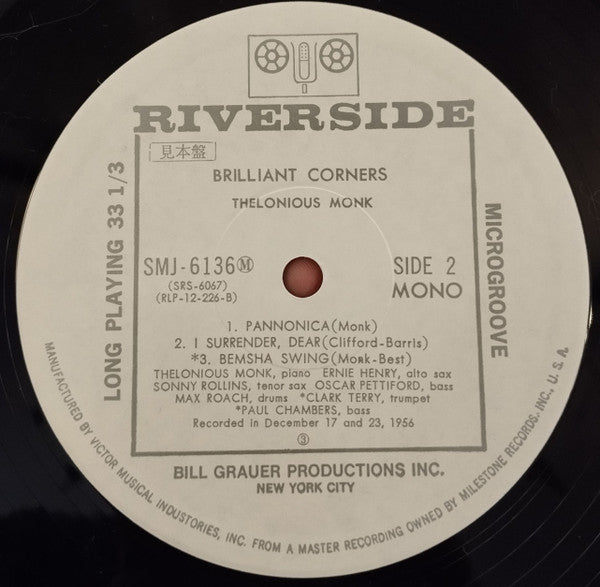 RIVERSIDE
見本盤
BRILLIANT CORNERS
THELONIOUS MONK
LONG PLAYING 33 1/3
MICROGROOVE
SMJ-6136Ⓜ
(SRS-6067)
(RLP-12-226-B)
SIDE 2
MONO
1. PANNONICA(Monk)
2. I SURRENDER, DEAR(Clifford-Barris)
*3. BEMSHA SWING(Monk-Best)
THELONIOUS MONK, piano ERNIE HENRY, alto sax
SONNY ROLLINS, tenor sax OSCAR PETTIFORD, bass
MAX ROACH, drums *CLARK TERRY, trumpet
*PAUL CHAMBERS, bass
Recorded in December 17 and 23, 1956
③
BILL GRAUER PRODUCTIONS INC.
NEW YORK CITY
MANUFACTURED BY VICTOR MUSICAL INDUSTRIES, INC. FROM A MASTER RECORDING OWNED BY MILESTONE RECORDS, INC., U. S. A.